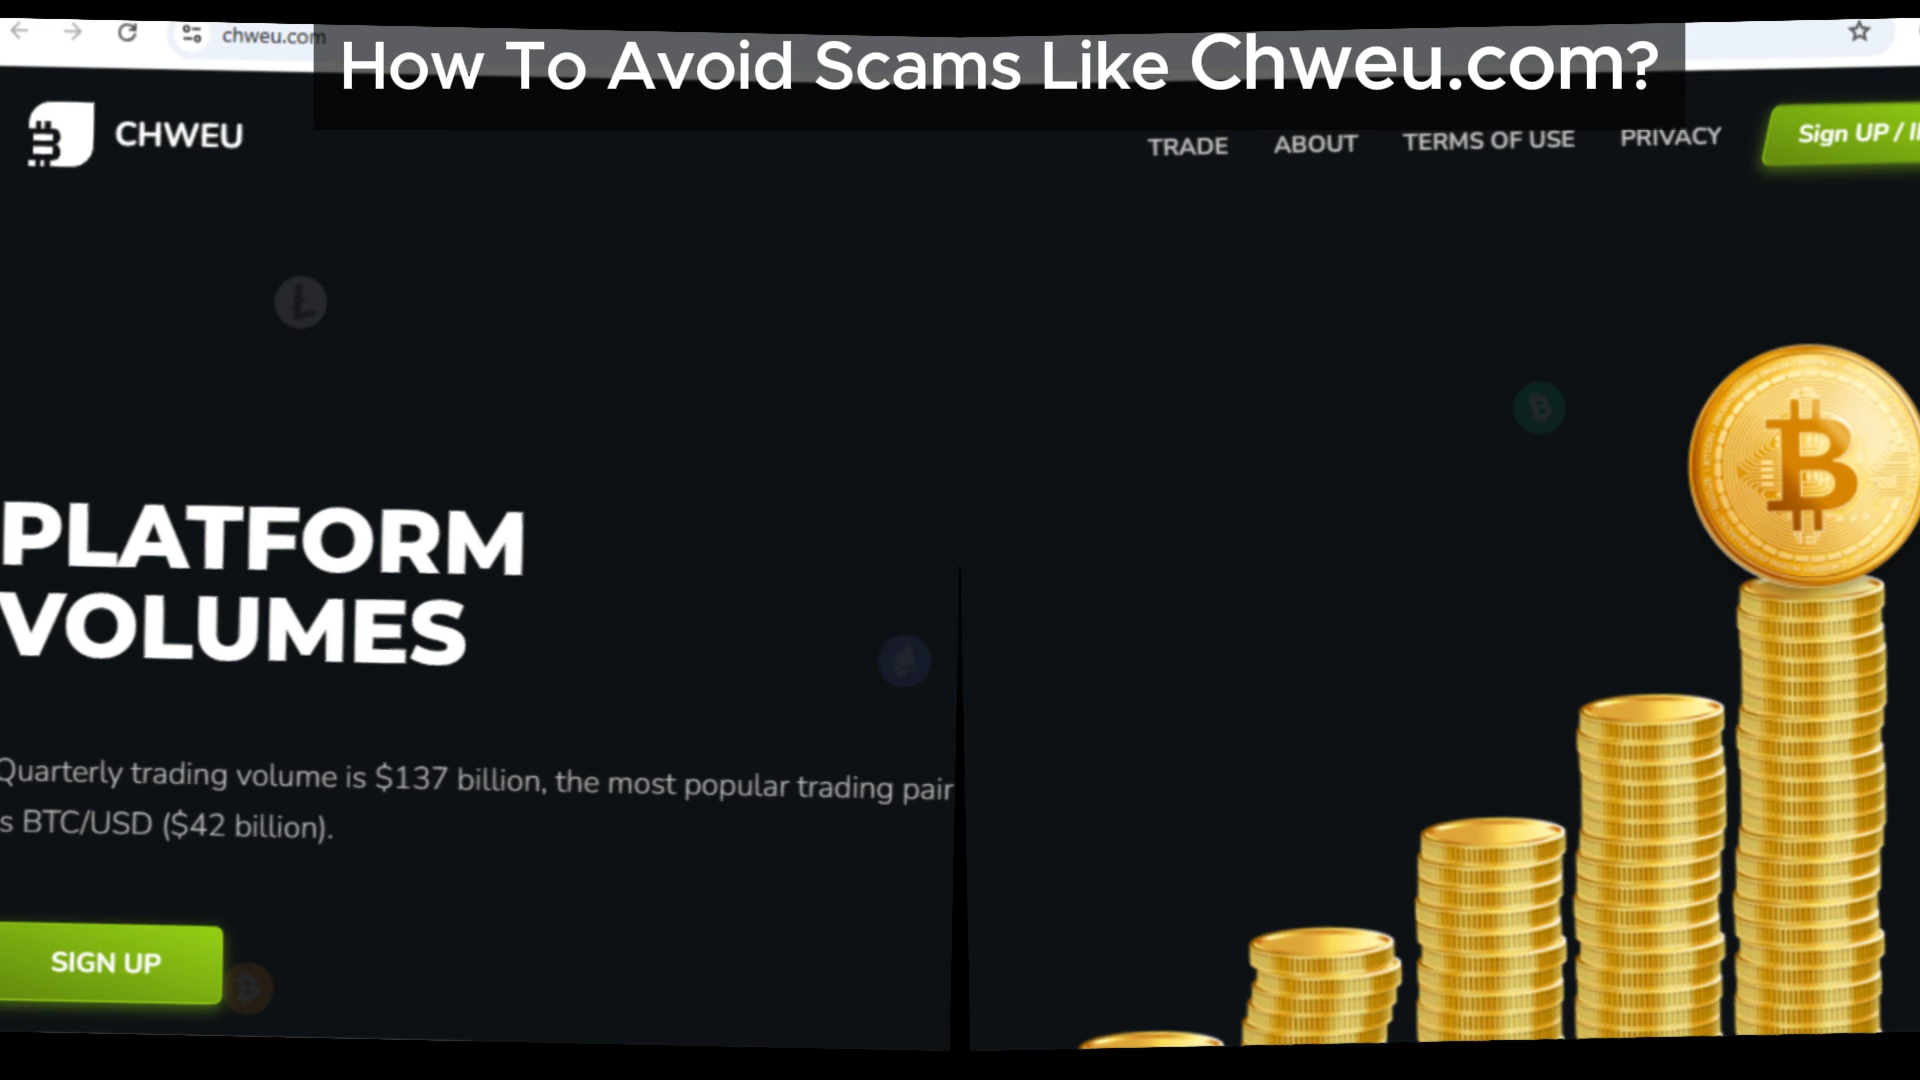 chweu.com
How To Avoid Scams Like Chweu.com?
CHWEU
TRADE ABOUT TERMS OF USE PRIVACY Sign UP /
PLATFORM
VOLUMES
Quarterly trading volume is $137 billion, the most popular trading pair
s BTC/USD ($42 billion).
SIGN UP